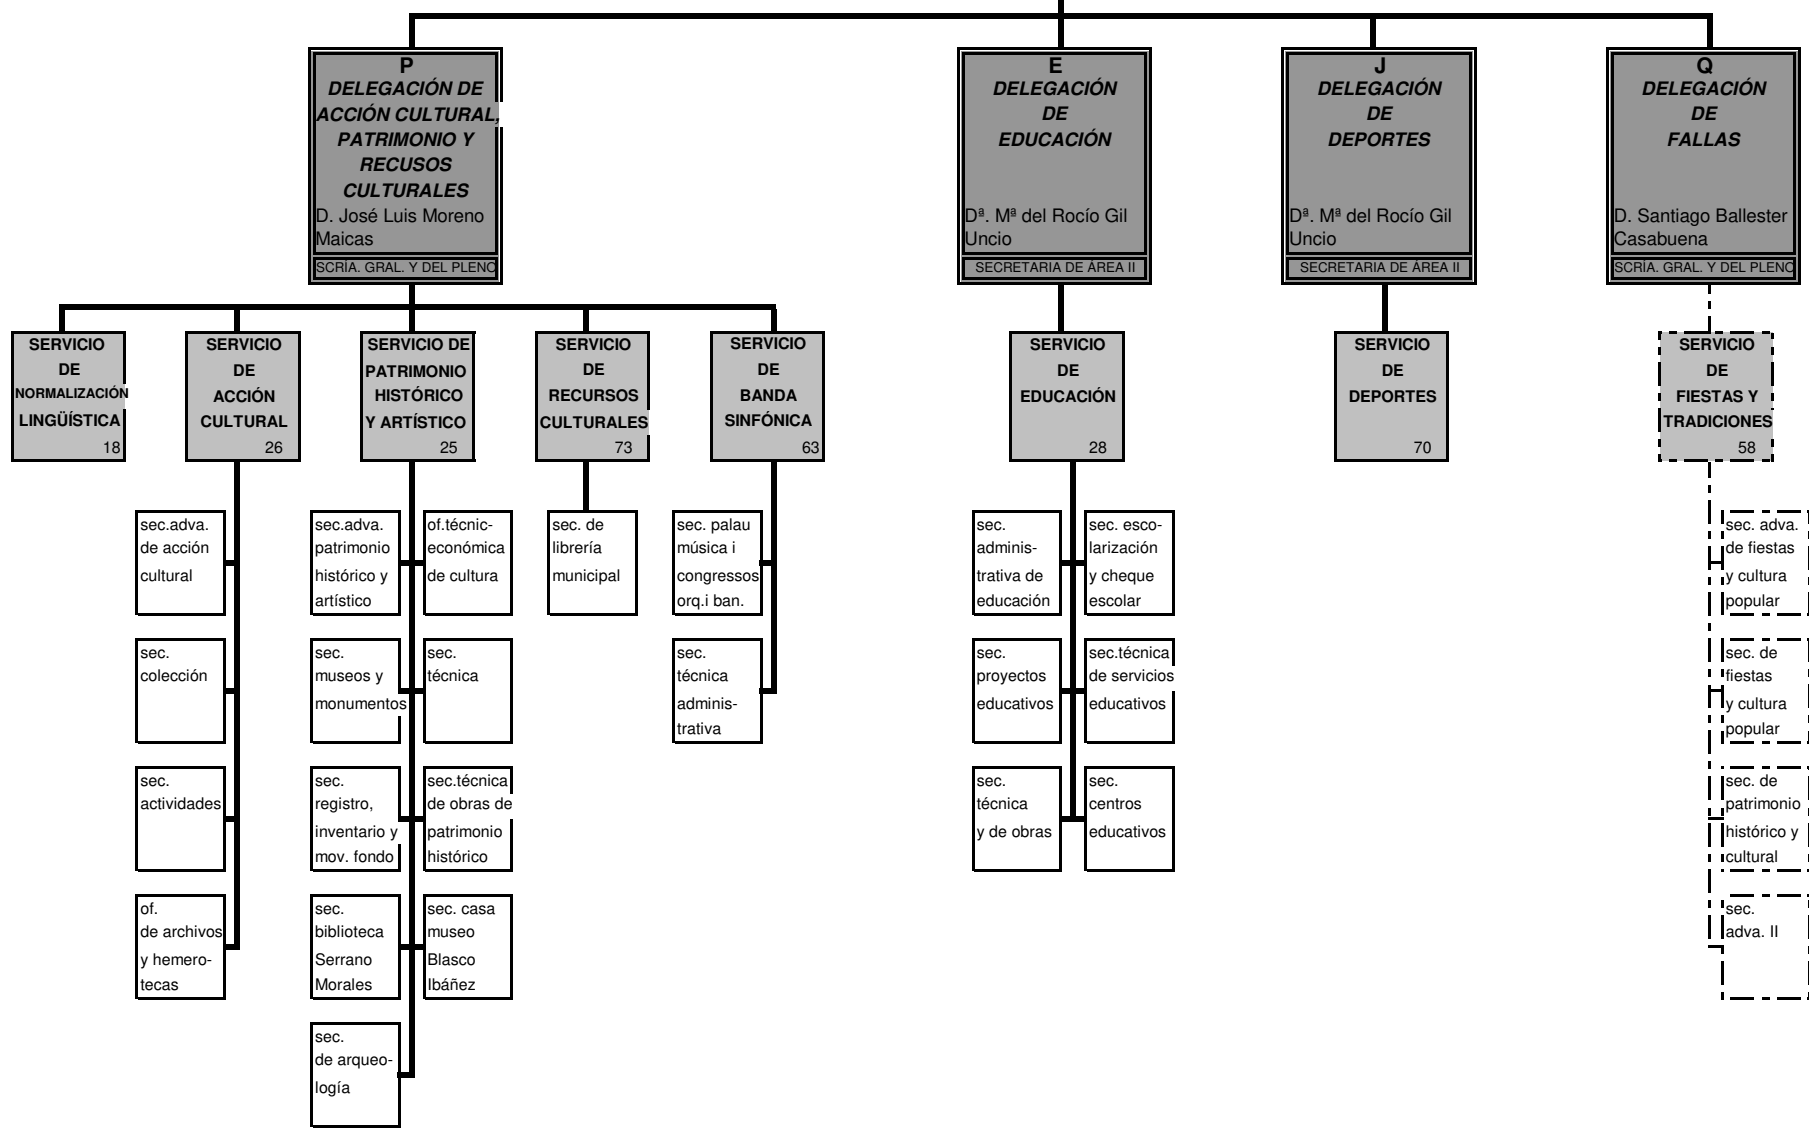 P
DELEGACIÓN DE
ACCIÓN CULTURAL,
PATRIMONIO Y
RECUSOS
CULTURALES
D. José Luis Moreno
Maicas
SCRÍA. GRAL. Y DEL PLENO
E
DELEGACIÓN
DE
EDUCACIÓN
Dª. Mª del Rocío Gil
Uncio
SECRETARIA DE ÁREA II
J
DELEGACIÓN
DE
DEPORTES
Dª. Mª del Rocío Gil
Uncio
SECRETARIA DE ÁREA II
Q
DELEGACIÓN
DE
FALLAS
D. Santiago Ballester
Casabuena
SCRÍA. GRAL. Y DEL PLENO
SERVICIO
DE
NORMALIZACIÓN
LINGÜÍSTICA
18
SERVICIO
DE
ACCIÓN
CULTURAL
26
SERVICIO DE
PATRIMONIO
HISTÓRICO
Y ARTÍSTICO
25
SERVICIO
DE
RECURSOS
CULTURALES
73
SERVICIO
DE
BANDA
SINFÓNICA
63
SERVICIO
DE
EDUCACIÓN
28
SERVICIO
DE
DEPORTES
70
SERVICIO
DE
FIESTAS Y
TRADICIONES
58
sec.adva.
de acción
cultural
sec.adva.
patrimonio
histórico y
artístico
of.técnic-
económica
de cultura
sec. de
librería
municipal
sec. palau
música i
congressos
orq.i ban.
sec.
adminis-
trativa de
educación
sec. esco-
larización
y cheque
escolar
sec. adva.
de fiestas
y cultura
popular
sec.
colección
sec.
museos y
monumentos
sec.
técnica
sec.
técnica
adminis-
trativa
sec.
proyectos
educativos
sec.técnica
de servicios
educativos
sec. de
fiestas
y cultura
popular
sec.
actividades
sec.
registro,
inventario y
mov. fondo
sec.técnica
de obras de
patrimonio
histórico
sec.
técnica
y de obras
sec.
centros
educativos
sec. de
patrimonio
histórico y
cultural
of.
de archivos
y hemero-
tecas
sec.
biblioteca
Serrano
Morales
sec. casa
museo
Blasco
Ibáñez
sec.
adva. II
sec.
de arqueo-
logía